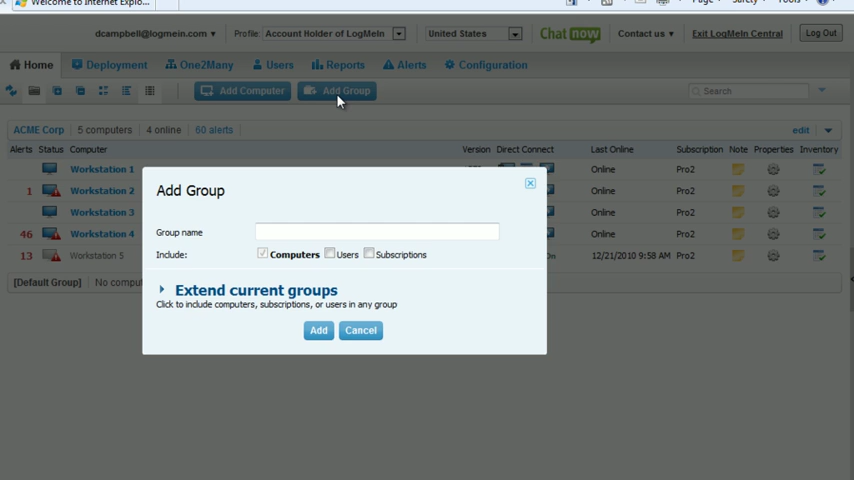 Welcome to Internet Explo...
dcampbell@logmein.com ▼ Profile: Account Holder of LogMeIn United States Chat now Contact us ▼ Exit LogMeIn Central Log Out
Home Deployment One2Many Users Reports Alerts Configuration
Add Computer Add Group Search
ACME Corp 5 computers 4 online 60 alerts edit
Alerts Status Computer Version Direct Connect Last Online Subscription Note Properties Inventory
Workstation 1 Online Pro2
1 Workstation 2 Online Pro2
Workstation 3 Online Pro2
46 Workstation 4 Online Pro2
13 Workstation 5 On 12/21/2010 9:58 AM Pro2
[Default Group] No compu
Add Group
Group name
Include: Computers Users Subscriptions
Extend current groups
Click to include computers, subscriptions, or users in any group
Add Cancel